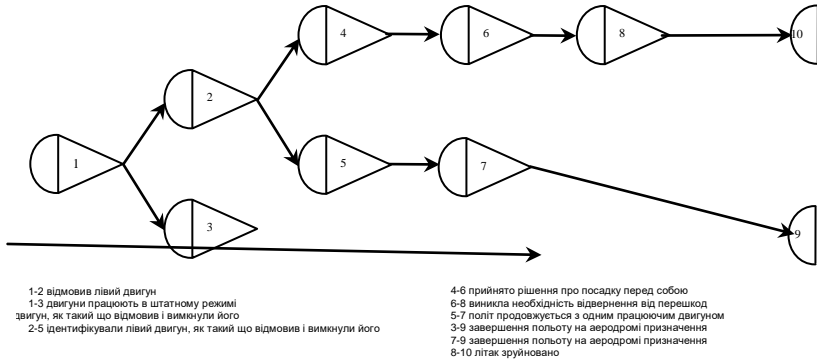 4
6
8
10
2
1
5
7
3
9
1-2 відмовив лівий двигун
1-3 двигуни працюють в штатному режимі
двигун, як такий що відмовив і вимкнули його
2-5 ідентифікували лівий двигун, як такий що відмовив і вимкнули його
4-6 прийнято рішення про посадку перед собою
6-8 виникла необхідність відвернення від перешкод
5-7 політ продовжується з одним працюючим двигуном
3-9 завершення польоту на аеродромі призначення
7-9 завершення польоту на аеродромі призначення
8-10 літак зруйновано